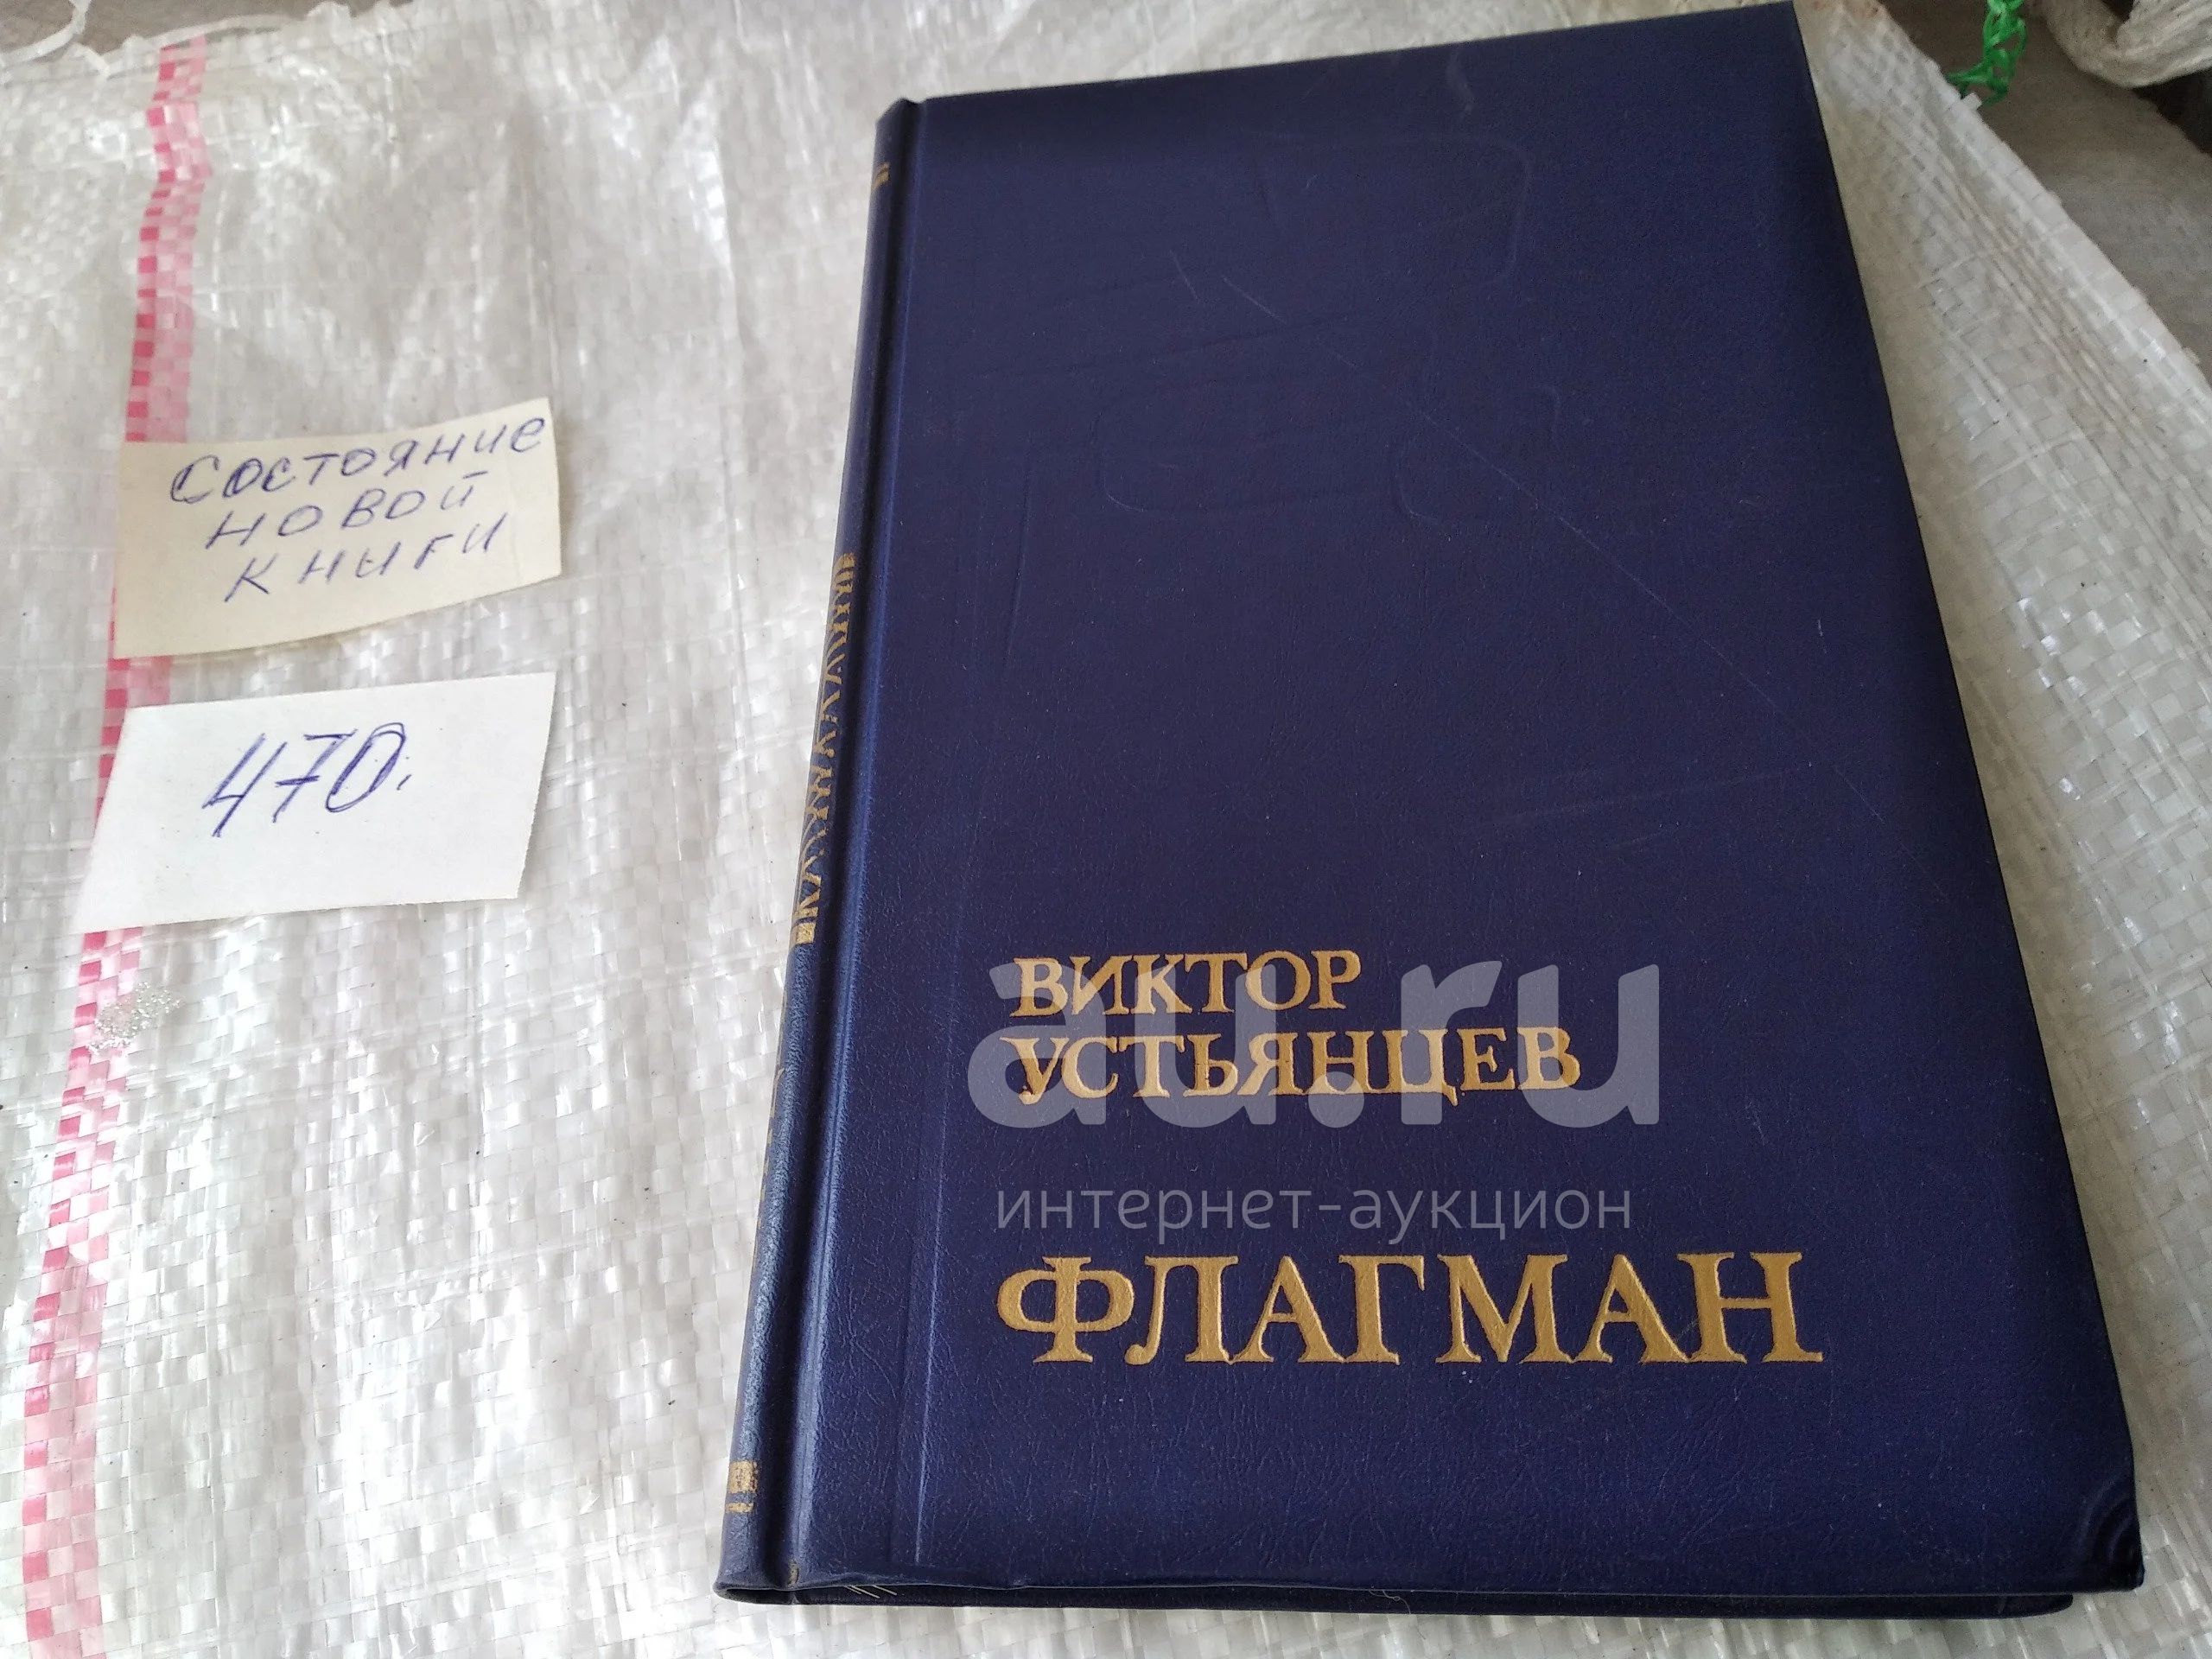 Состояние
новой
книги
470.
ВИКТОР
УСТЬЯНЦЕВ
au.ru
интернет-аукцион
ФЛАГМАН